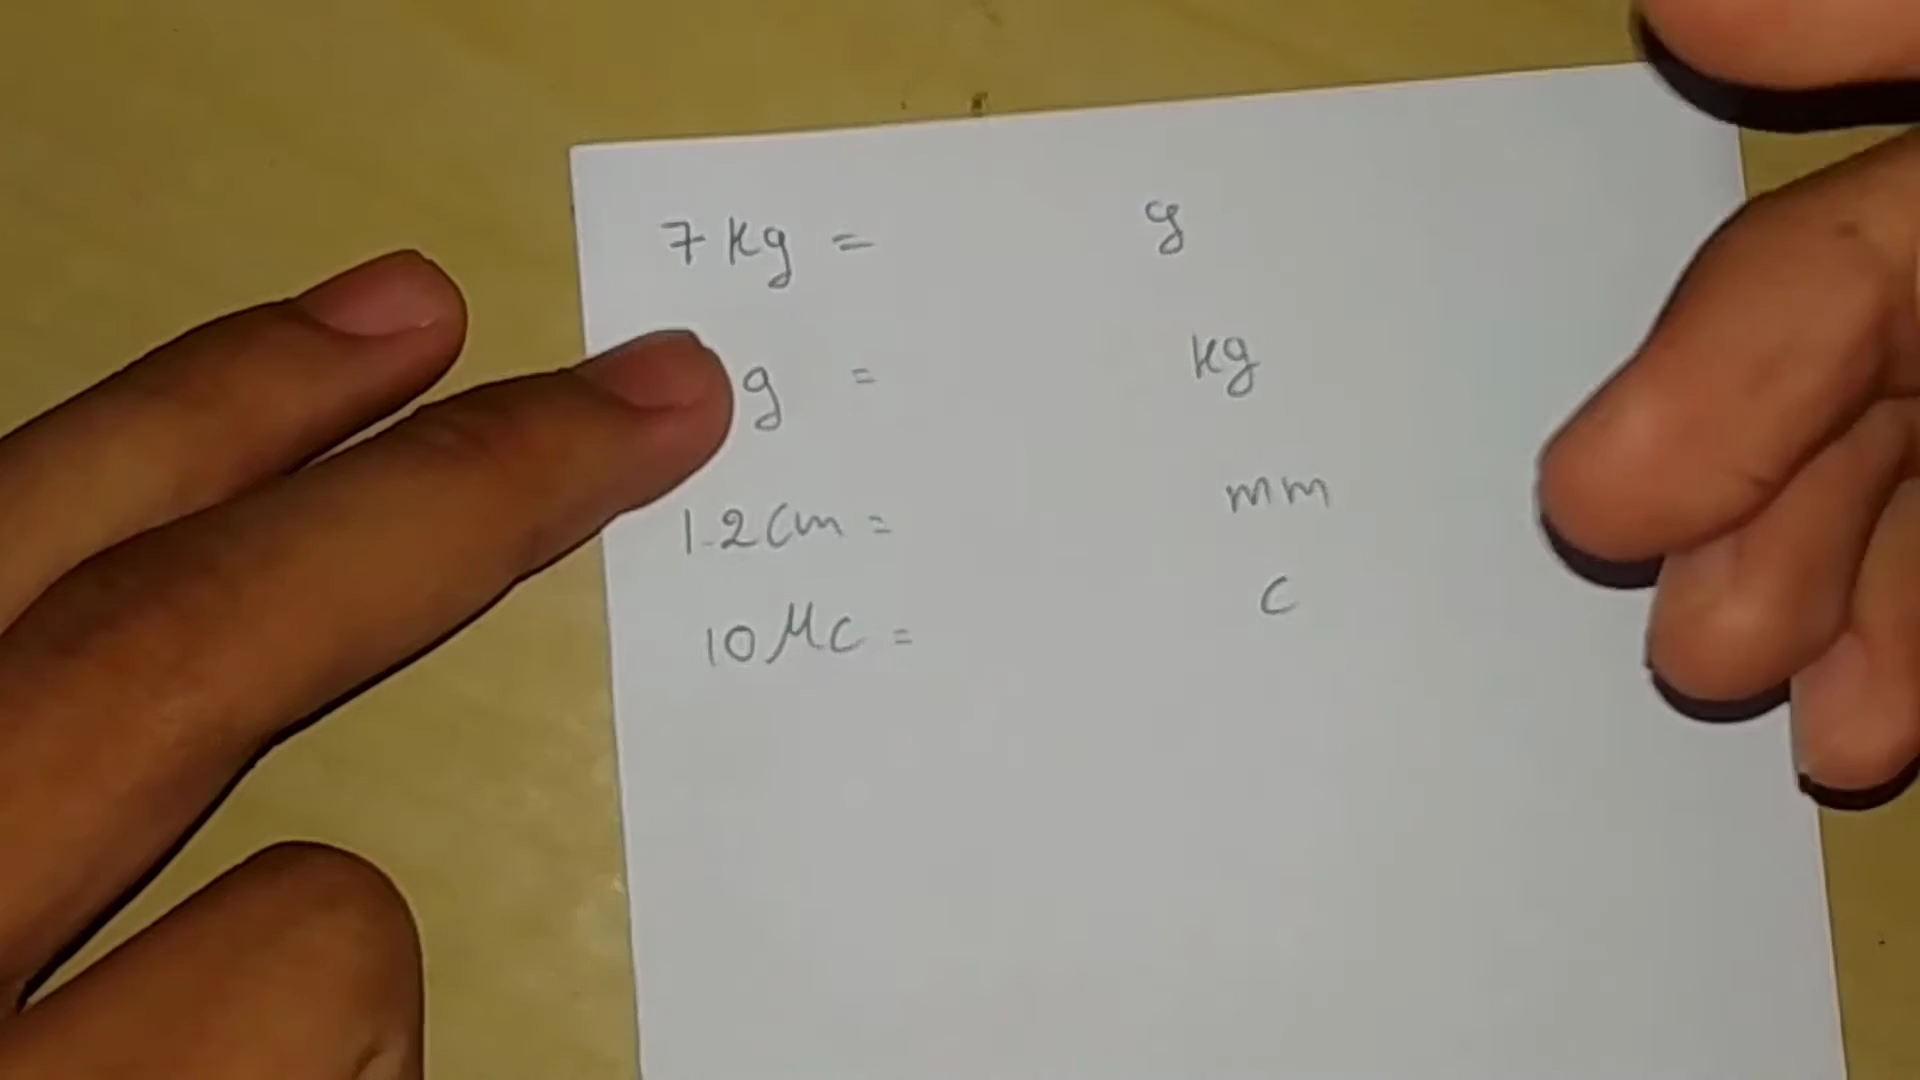 7 kg = g
g = kg
1.2 cm = mm
10 μc = c